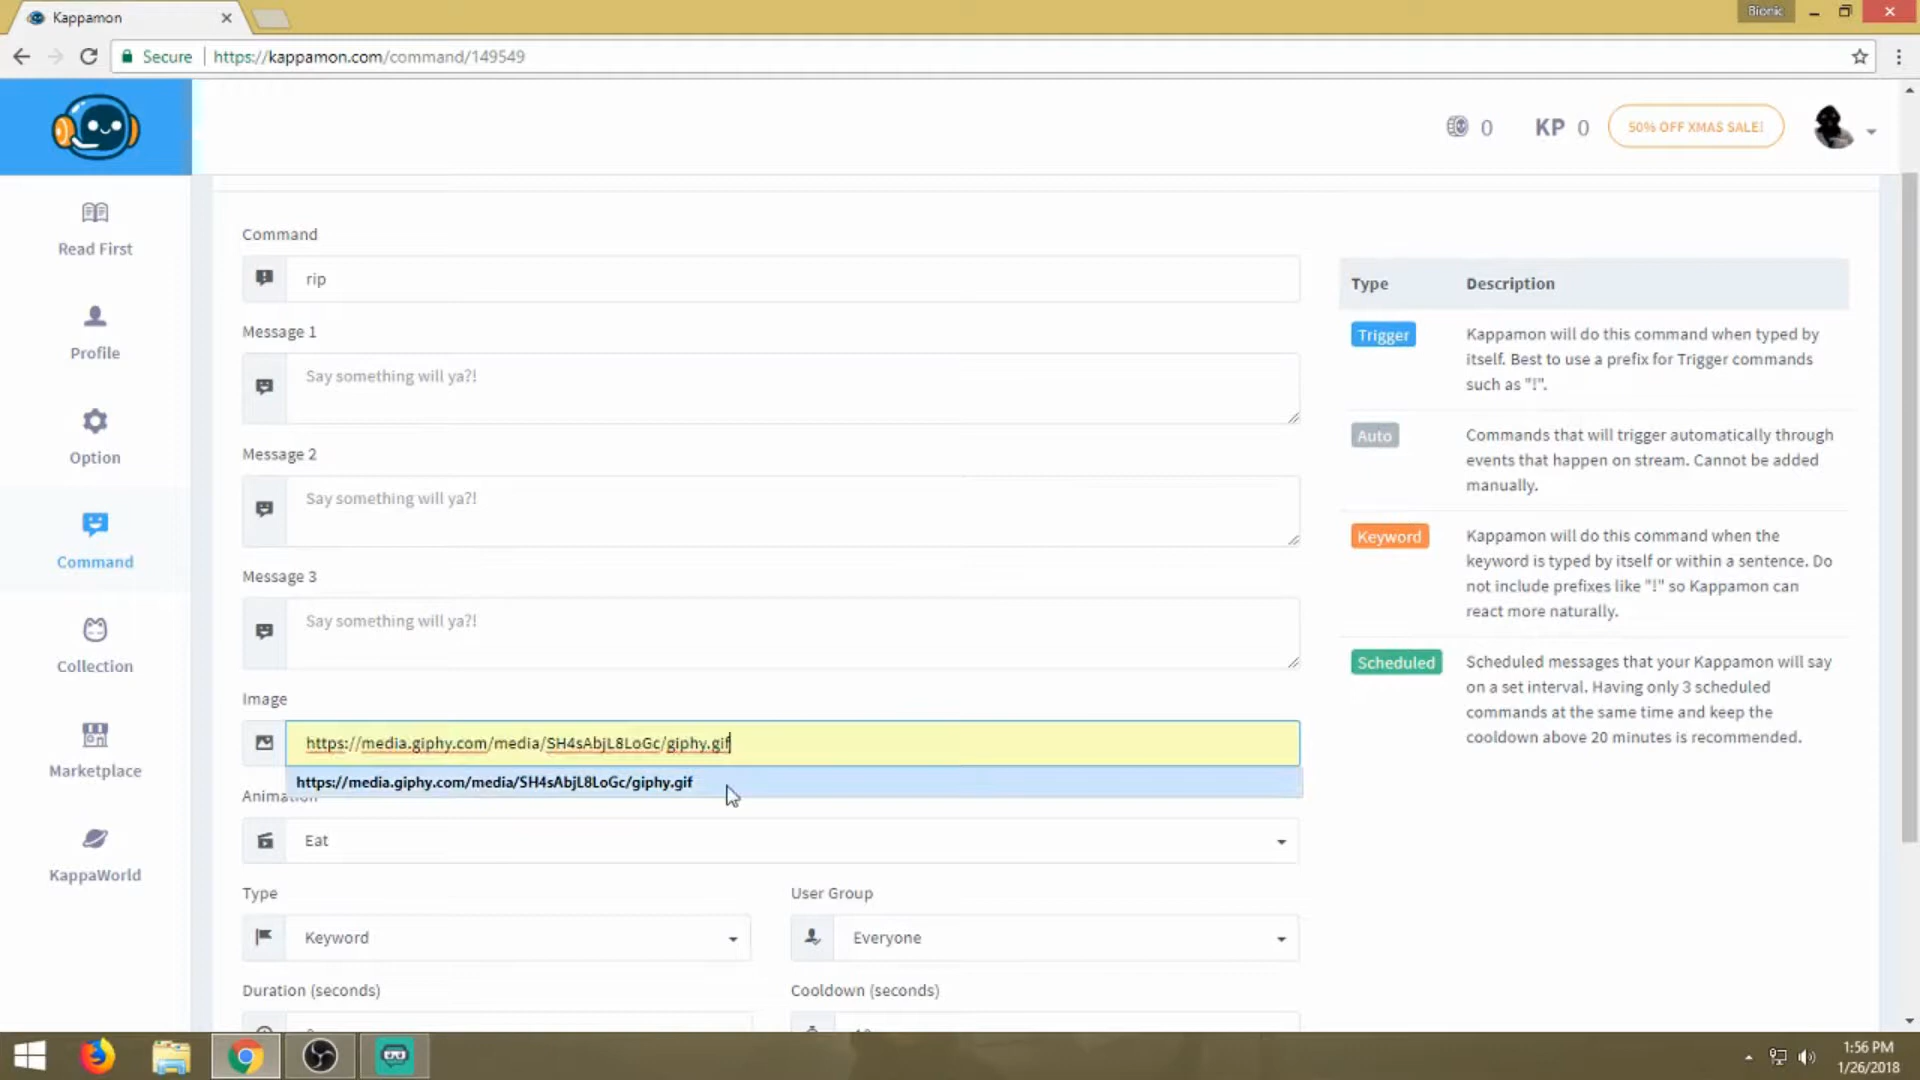 Kappamon
Bionic
Secure
https://kappamon.com/command/149549
0
KP 0
50% OFF XMAS SALE!
Read First
Profile
Option
Command
Collection
Marketplace
KappaWorld
Command
rip
Message 1
Say something will ya?!
Message 2
Say something will ya?!
Message 3
Say something will ya?!
Image
https://media.giphy.com/media/SH4sAbjL8LoGc/giphy.gif
https://media.giphy.com/media/SH4sAbjL8LoGc/giphy.gif
Eat
Type
Keyword
User Group
Everyone
Duration (seconds)
Cooldown (seconds)
Type Description
Trigger
Kappamon will do this command when typed by
itself. Best to use a prefix for Trigger commands
such as "!".
Auto
Commands that will trigger automatically through
events that happen on stream. Cannot be added
manually.
Keyword
Kappamon will do this command when the
keyword is typed by itself or within a sentence. Do
not include prefixes like "!" so Kappamon can
react more naturally.
Scheduled
Scheduled messages that your Kappamon will say
on a set interval. Having only 3 scheduled
commands at the same time and keep the
cooldown above 20 minutes is recommended.
1:56 PM
1/26/2018